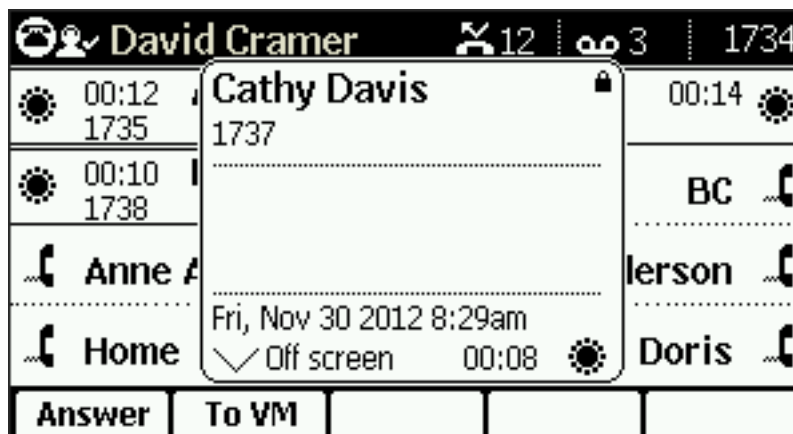 David Cramer 12 3 1734
00:12
1735
Cathy Davis
1737
00:14
00:10
1738
BC
Anne
lerson
Fri, Nov 30 2012 8:29am
Off screen 00:08
Home
Doris
Answer To VM